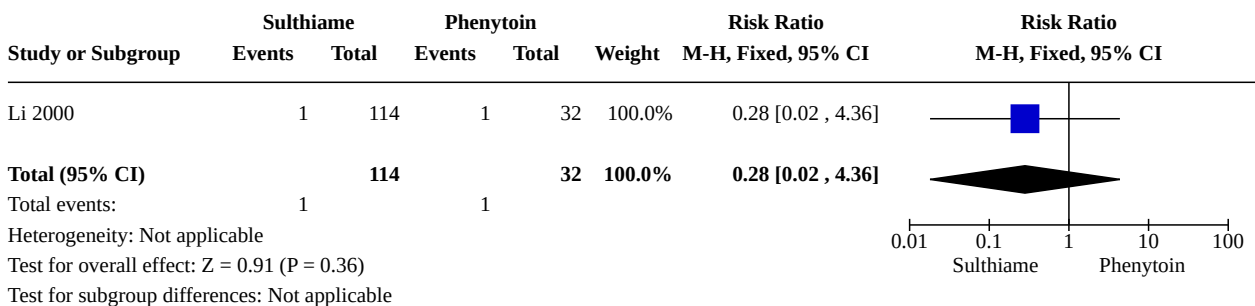 Sulthiame Phenytoin Risk Ratio Risk Ratio
Study or Subgroup Events Total Events Total Weight M-H, Fixed, 95% CI M-H, Fixed, 95% CI
Li 2000 1 114 1 32 100.0% 0.28 [0.02 , 4.36]
Total (95% CI) 114 32 100.0% 0.28 [0.02 , 4.36]
Total events: 1 1
Heterogeneity: Not applicable
0.01 0.1 1 10 100
Test for overall effect: Z = 0.91 (P = 0.36)
Sulthiame Phenytoin
Test for subgroup differences: Not applicable